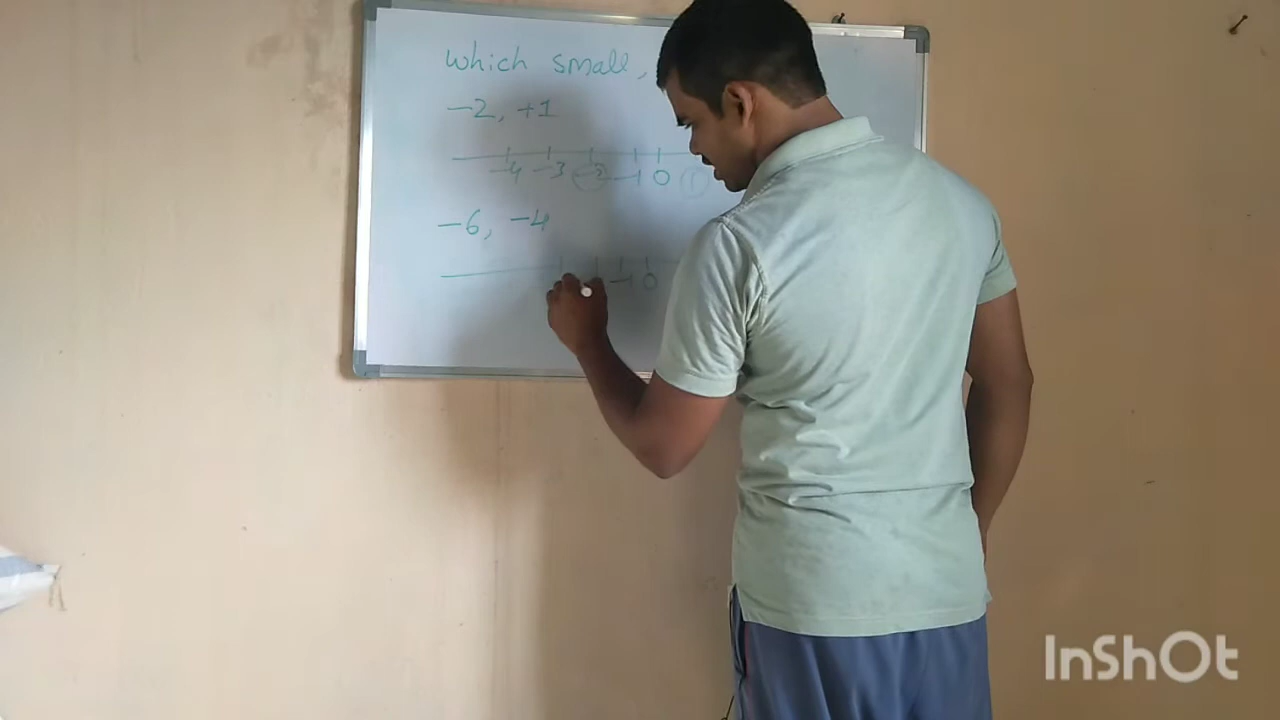 which small,
-2, +1
-4 -3 -2 -1 0 1
-6, -4
-1 0
InShOt